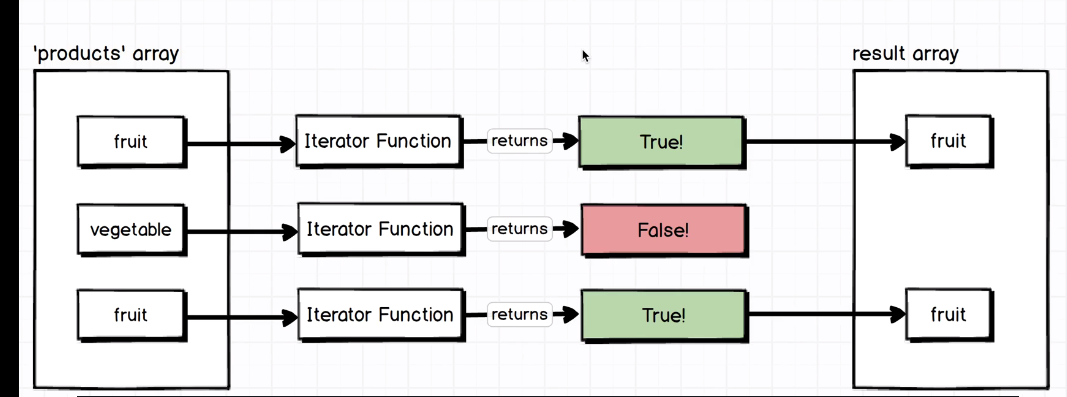 'products' array
result array
fruit
Iterator Function
returns
True!
fruit
vegetable
Iterator Function
returns
False!
fruit
Iterator Function
returns
True!
fruit